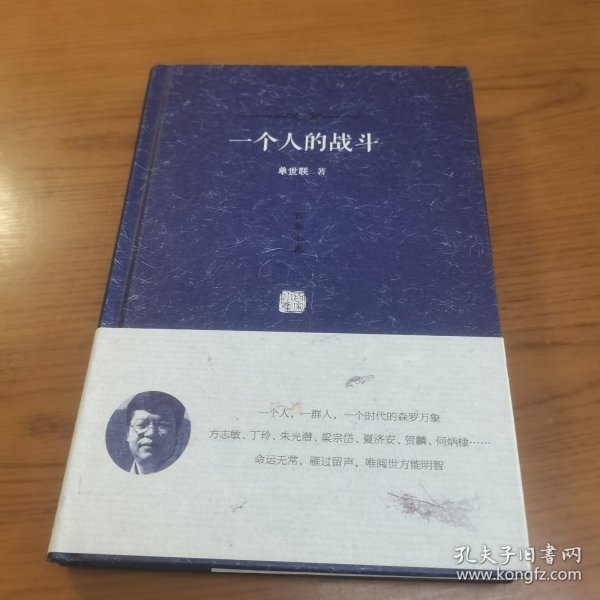 一个人的战斗
单世联 著
一个人，一群人，一个时代的森罗万象
方志敏、丁玲、朱光潜、梁宗岱、夏济安、贺麟、何炳棣……
命运无常，雁过留声，唯阅世方能明智
孔夫子旧书网
www.kongfz.com